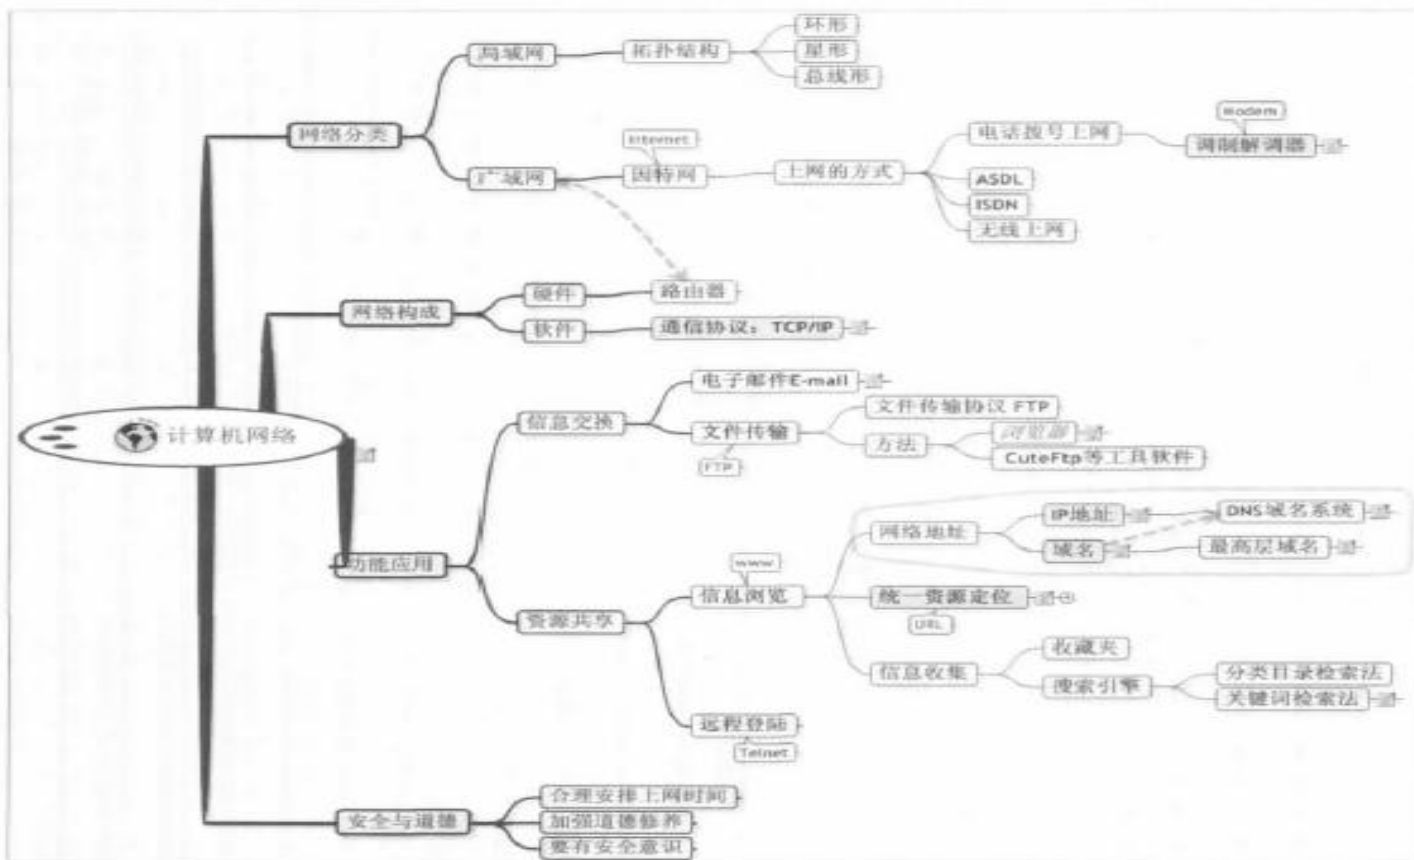 计算机网络
网络分类
局域网
拓扑结构
环形
星形
总线形
广域网
Internet
因特网
上网的方式
电话拨号上网
Modem
调制解调器
ASDL
ISDN
无线上网
网络构成
硬件
路由器
软件
通信协议：TCP/IP
功能应用
信息交换
电子邮件E-mail
文件传输
FTP
文件传输协议 FTP
方法
浏览器
CuteFtp等工具软件
资源共享
www
信息浏览
网络地址
IP地址
DNS域名系统
域名
最高层域名
统一资源定位
URL
信息收集
收藏夹
搜索引擎
分类目录检索法
关键词检索法
远程登陆
Telnet
安全与道德
合理安排上网时间
加强道德修养
要有安全意识